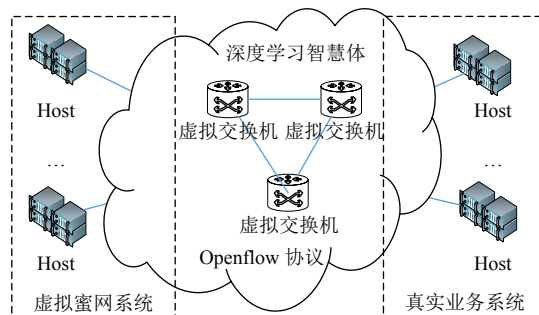 深度学习智慧体
Host
Host
虚拟交换机
虚拟交换机
...
...
虚拟交换机
Host
Openflow 协议
Host
虚拟蜜网系统
真实业务系统